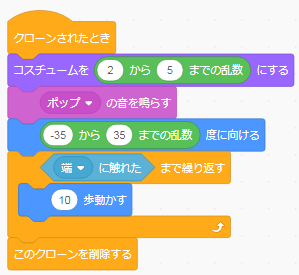 クローンされたとき
コスチュームを 2 から 5 までの乱数 にする
ポップ の音を鳴らす
-35 から 35 までの乱数 度に向ける
端 に触れた まで繰り返す
10 歩動かす
このクローンを削除する